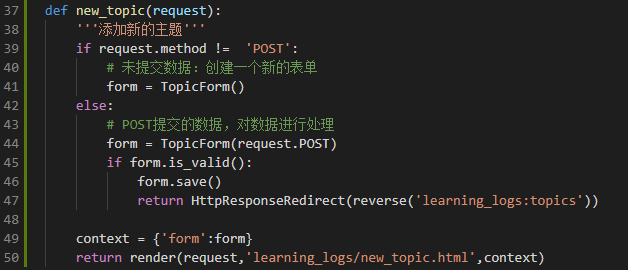 37 def new_topic(request):
38     '''添加新的主题'''
39     if request.method !=  'POST':
40         # 未提交数据: 创建一个新的表单
41         form = TopicForm()
42     else:
43         # POST提交的数据, 对数据进行处理
44         form = TopicForm(request.POST)
45         if form.is_valid():
46             form.save()
47             return HttpResponseRedirect(reverse('learning_logs:topics'))
48
49     context = {'form':form}
50     return render(request,'learning_logs/new_topic.html',context)